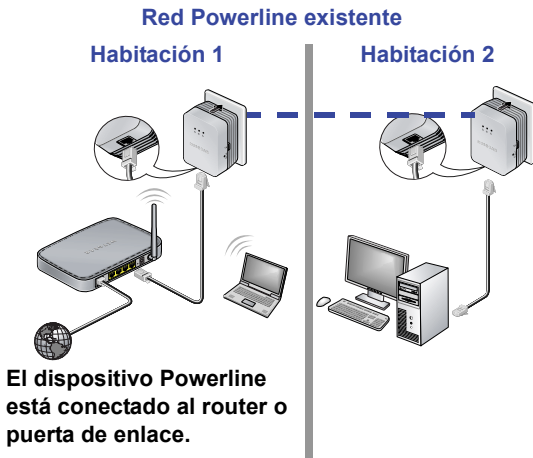 Red Powerline existente
Habitación 1
Habitación 2
El dispositivo Powerline
está conectado al router o
puerta de enlace.